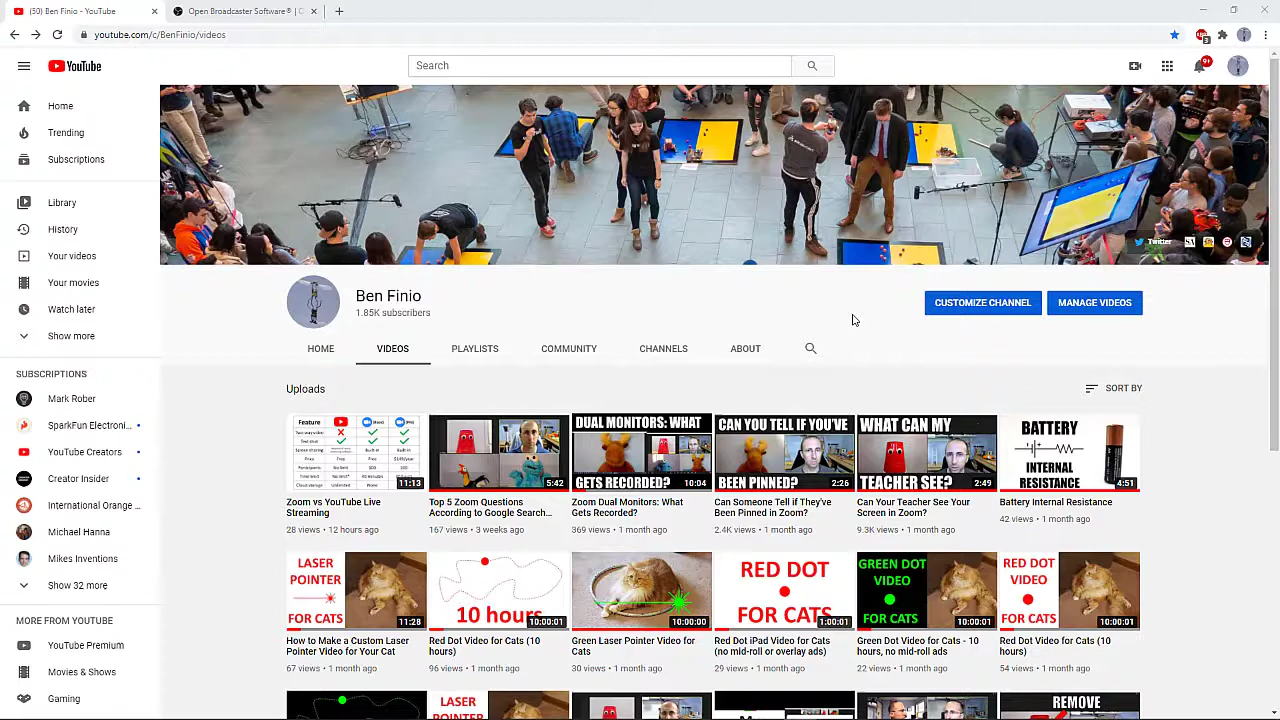 (50) Ben Finio - YouTube
Open Broadcaster Software® | C
youtube.com/c/BenFinio/videos
3
YouTube
Search
9+
Home
Trending
Subscriptions
Library
History
Your videos
Your movies
Watch later
Show more
SUBSCRIPTIONS
Mark Rober
SparkFun Electroni...
International Orange ...
Michael Hanna
Mikes Inventions
Show 32 more
MORE FROM YOUTUBE
YouTube Premium
Movies & Shows
Gaming
Twitter
Ben Finio
1.85K subscribers
CUSTOMIZE CHANNEL
MANAGE VIDEOS
HOME
VIDEOS
PLAYLISTS
COMMUNITY
CHANNELS
ABOUT
Uploads
SORT BY
Feature
11:13
Zoom vs YouTube Live
Streaming
28 views • 12 hours ago
5:42
Top 5 Zoom Questions
According to Google Search...
167 views • 3 weeks ago
DUAL MONITORS: WHAT
GETS RECORDED?
10:04
Zoom Dual Monitors: What
Gets Recorded?
369 views • 1 month ago
CAN YOU TELL IF YOU'VE
BEEN PINNED?
2:26
Can Someone Tell if They've
Been Pinned in Zoom?
2.4K views • 1 month ago
WHAT CAN MY
TEACHER SEE?
2:49
Can Your Teacher See Your
Screen in Zoom?
9.3K views • 1 month ago
BATTERY
INTERNAL
RESISTANCE
4:51
Battery Internal Resistance
42 views • 1 month ago
LASER
POINTER
FOR CATS
11:28
How to Make a Custom Laser
Pointer Video for Your Cat
67 views • 1 month ago
10 hours
10:00:01
Red Dot Video for Cats (10
hours)
96 views • 1 month ago
10:00:00
Green Laser Pointer Video for
Cats
30 views • 1 month ago
RED DOT
FOR CATS
1:00:01
Red Dot iPad Video for Cats
(no mid-roll or overlay ads)
29 views • 1 month ago
GREEN DOT
VIDEO
FOR CATS
10:00:01
Green Dot Video for Cats - 10
hours, no mid-roll ads
22 views • 1 month ago
RED DOT
VIDEO
FOR CATS
10:00:01
Red Dot Video for Cats (10
hours)
54 views • 1 month ago
LASER
POINTER
REMOVE